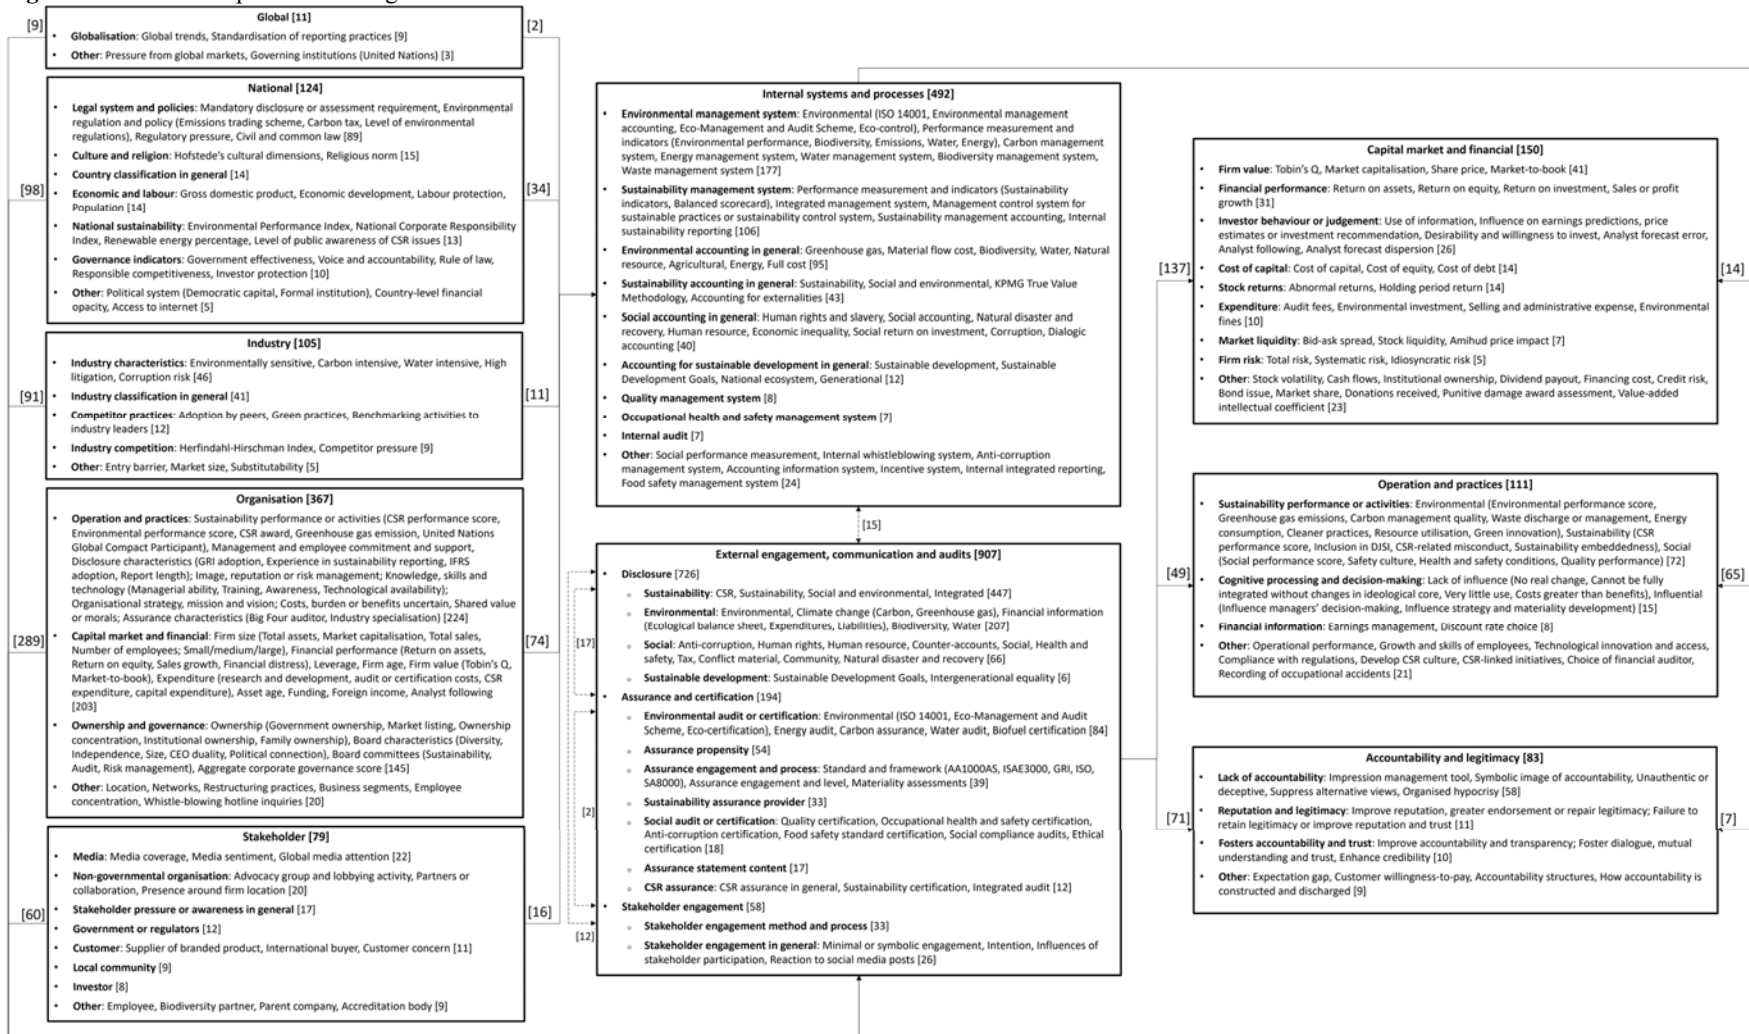 [9]
Global [11]
• Globalisation: Global trends, Standardisation of reporting practices [9]
• Other: Pressure from global markets, Governing institutions (United Nations) [3]
[2]
National [124]
• Legal system and policies: Mandatory disclosure or assessment requirement, Environmental
regulation and policy (Emissions trading scheme, Carbon tax, Level of environmental
regulations), Regulatory pressure, Civil and common law [89]
• Culture and religion: Hofstede's cultural dimensions, Religious norm [15]
• Country classification in general [14]
• Economic and labour: Gross domestic product, Economic development, Labour protection,
Population [14]
• National sustainability: Environmental Performance Index, National Corporate Responsibility
Index, Renewable energy percentage, Level of public awareness of CSR issues [13]
• Governance indicators: Government effectiveness, Voice and accountability, Rule of law,
Responsible competitiveness, Investor protection [10]
• Other: Political system (Democratic capital, Formal institution), Country-level financial
opacity, Access to internet [5]
[98]
[34]
Industry [105]
• Industry characteristics: Environmentally sensitive, Carbon intensive, Water intensive, High
litigation, Corruption risk [46]
• Industry classification in general [41]
• Competitor practices: Adoption by peers, Green practices, Benchmarking activities to
industry leaders [12]
• Industry competition: Herfindahl-Hirschman Index, Competitor pressure [9]
• Other: Entry barrier, Market size, Substitutability [5]
[91]
[11]
Organisation [367]
• Operation and practices: Sustainability performance or activities (CSR performance score,
Environmental performance score, CSR award, Greenhouse gas emission, United Nations
Global Compact Participant), Management and employee commitment and support,
Disclosure characteristics (GRI adoption, Experience in sustainability reporting, IFRS
adoption, Report length); Image, reputation or risk management; Knowledge, skills and
technology (Managerial ability, Training, Awareness, Technological availability);
Organisational strategy, mission and vision; Costs, burden or benefits uncertain, Shared value
or morals; Assurance characteristics (Big Four auditor, Industry specialisation) [224]
• Capital market and financial: Firm size (Total assets, Market capitalisation, Total sales,
Number of employees; Small/medium/large), Financial performance (Return on assets,
Return on equity, Sales growth, Financial distress), Leverage, Firm age, Firm value (Tobin's Q,
Market-to-book), Expenditure (research and development, audit or certification costs, CSR
expenditure, capital expenditure), Asset age, Funding, Foreign income, Analyst following
[203]
• Ownership and governance: Ownership (Government ownership, Market listing, Ownership
concentration, Institutional ownership, Family ownership), Board characteristics (Diversity,
Independence, Size, CEO duality, Political connection), Board committees (Sustainability,
Audit, Risk management), Aggregate corporate governance score [145]
• Other: Location, Networks, Restructuring practices, Business segments, Employee
concentration, Whistle-blowing hotline inquiries [20]
[289]
[74]
Stakeholder [79]
• Media: Media coverage, Media sentiment, Global media attention [22]
• Non-governmental organisation: Advocacy group and lobbying activity, Partners or
collaboration, Presence around firm location [20]
• Stakeholder pressure or awareness in general [17]
• Government or regulators [12]
• Customer: Supplier of branded product, International buyer, Customer concern [11]
• Local community [9]
• Investor [8]
• Other: Employee, Biodiversity partner, Parent company, Accreditation body [9]
[60]
[16]
Internal systems and processes [492]
• Environmental management system: Environmental (ISO 14001, Environmental management
accounting, Eco-Management and Audit Scheme, Eco-control), Performance measurement and
indicators (Environmental performance, Biodiversity, Emissions, Water, Energy), Carbon management
system, Energy management system, Water management system, Biodiversity management system,
Waste management system [177]
• Sustainability management system: Performance measurement and indicators (Sustainability
indicators, Balanced scorecard), Integrated management system, Management control system for
sustainable practices or sustainability control system, Sustainability management accounting, Internal
sustainability reporting [106]
• Environmental accounting in general: Greenhouse gas, Material flow cost, Biodiversity, Water, Natural
resource, Agricultural, Energy, Full cost [95]
• Sustainability accounting in general: Sustainability, Social and environmental, KPMG True Value
Methodology, Accounting for externalities [43]
• Social accounting in general: Human rights and slavery, Social accounting, Natural disaster and
recovery, Human resource, Economic inequality, Social return on investment, Corruption, Dialogic
accounting [40]
• Accounting for sustainable development in general: Sustainable development, Sustainable
Development Goals, National ecosystem, Generational [12]
• Quality management system [8]
• Occupational health and safety management system [7]
• Internal audit [7]
• Other: Social performance measurement, Internal whistleblowing system, Anti-corruption
management system, Accounting information system, Incentive system, Internal integrated reporting,
Food safety management system [24]
[15]
External engagement, communication and audits [907]
• Disclosure [726]
o Sustainability: CSR, Sustainability, Social and environmental, Integrated [447]
o Environmental: Environmental, Climate change (Carbon, Greenhouse gas), Financial information
(Ecological balance sheet, Expenditures, Liabilities), Biodiversity, Water [207]
o Social: Anti-corruption, Human rights, Human resource, Counter-accounts, Social, Health and
safety, Tax, Conflict material, Community, Natural disaster and recovery [66]
o Sustainable development: Sustainable Development Goals, Intergenerational equality [6]
• Assurance and certification [194]
o Environmental audit or certification: Environmental (ISO 14001, Eco-Management and Audit
Scheme, Eco-certification), Energy audit, Carbon assurance, Water audit, Biofuel certification [84]
o Assurance propensity [54]
o Assurance engagement and process: Standard and framework (AA1000AS, ISAE3000, GRI, ISO,
SA8000), Assurance engagement and level, Materiality assessments [39]
o Sustainability assurance provider [33]
o Social audit or certification: Quality certification, Occupational health and safety certification,
Anti-corruption certification, Food safety standard certification, Social compliance audits, Ethical
certification [18]
o Assurance statement content [17]
o CSR assurance: CSR assurance in general, Sustainability certification, Integrated audit [12]
• Stakeholder engagement [58]
o Stakeholder engagement method and process [33]
o Stakeholder engagement in general: Minimal or symbolic engagement, Intention, Influences of
stakeholder participation, Reaction to social media posts [26]
[17]
[2]
[12]
Capital market and financial [150]
• Firm value: Tobin's Q, Market capitalisation, Share price, Market-to-book [41]
• Financial performance: Return on assets, Return on equity, Return on investment, Sales or profit
growth [31]
• Investor behaviour or judgement: Use of information, Influence on earnings predictions, price
estimates or investment recommendation, Desirability and willingness to invest, Analyst forecast error,
Analyst following, Analyst forecast dispersion [26]
• Cost of capital: Cost of capital, Cost of equity, Cost of debt [14]
• Stock returns: Abnormal returns, Holding period return [14]
• Expenditure: Audit fees, Environmental investment, Selling and administrative expense, Environmental
fines [10]
• Market liquidity: Bid-ask spread, Stock liquidity, Amihud price impact [7]
• Firm risk: Total risk, Systematic risk, Idiosyncratic risk [5]
• Other: Stock volatility, Cash flows, Institutional ownership, Dividend payout, Financing cost, Credit risk,
Bond issue, Market share, Donations received, Punitive damage award assessment, Value-added
intellectual coefficient [23]
[137]
[14]
Operation and practices [111]
• Sustainability performance or activities: Environmental (Environmental performance score,
Greenhouse gas emissions, Carbon management quality, Waste discharge or management, Energy
consumption, Cleaner practices, Resource utilisation, Green innovation), Sustainability (CSR
performance score, Inclusion in DJSI, CSR-related misconduct, Sustainability embeddedness), Social
(Social performance score, Safety culture, Health and safety conditions, Quality performance) [72]
• Cognitive processing and decision-making: Lack of influence (No real change, Cannot be fully
integrated without changes in ideological core, Very little use, Costs greater than benefits), Influential
(Influence managers' decision-making, Influence strategy and materiality development) [15]
• Financial information: Earnings management, Discount rate choice [8]
• Other: Operational performance, Growth and skills of employees, Technological innovation and access,
Compliance with regulations, Develop CSR culture, CSR-linked initiatives, Choice of financial auditor,
Recording of occupational accidents [21]
[49]
[65]
Accountability and legitimacy [83]
• Lack of accountability: Impression management tool, Symbolic image of accountability, Unauthentic or
deceptive, Suppress alternative views, Organised hypocrisy [58]
• Reputation and legitimacy: Improve reputation, greater endorsement or repair legitimacy; Failure to
retain legitimacy or improve reputation and trust [11]
• Fosters accountability and trust: Improve accountability and transparency; Foster dialogue, mutual
understanding and trust, Enhance credibility [10]
• Other: Expectation gap, Customer willingness-to-pay, Accountability structures, How accountability is
constructed and discharged [9]
[71]
[7]